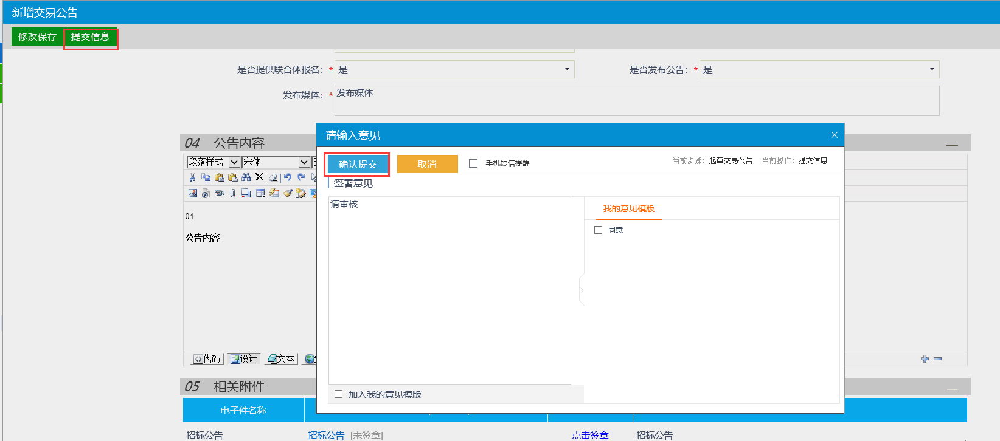 新增交易公告
修改保存 提交信息
是否提供联合体报名：* 是 是否发布公告：* 是
发布媒体：* 发布媒体
请输入意见
04 公告内容
段落样式 宋体
确认提交 取消 手机短信提醒 当前步骤：起草交易公告 当前操作：提交信息
签署意见
请审核
我的意见模版
同意
04
公告内容
代码 设计 文本
加入我的意见模版
05 相关附件
电子件名称
招标公告 招标公告 [未签章] 点击签章 招标公告